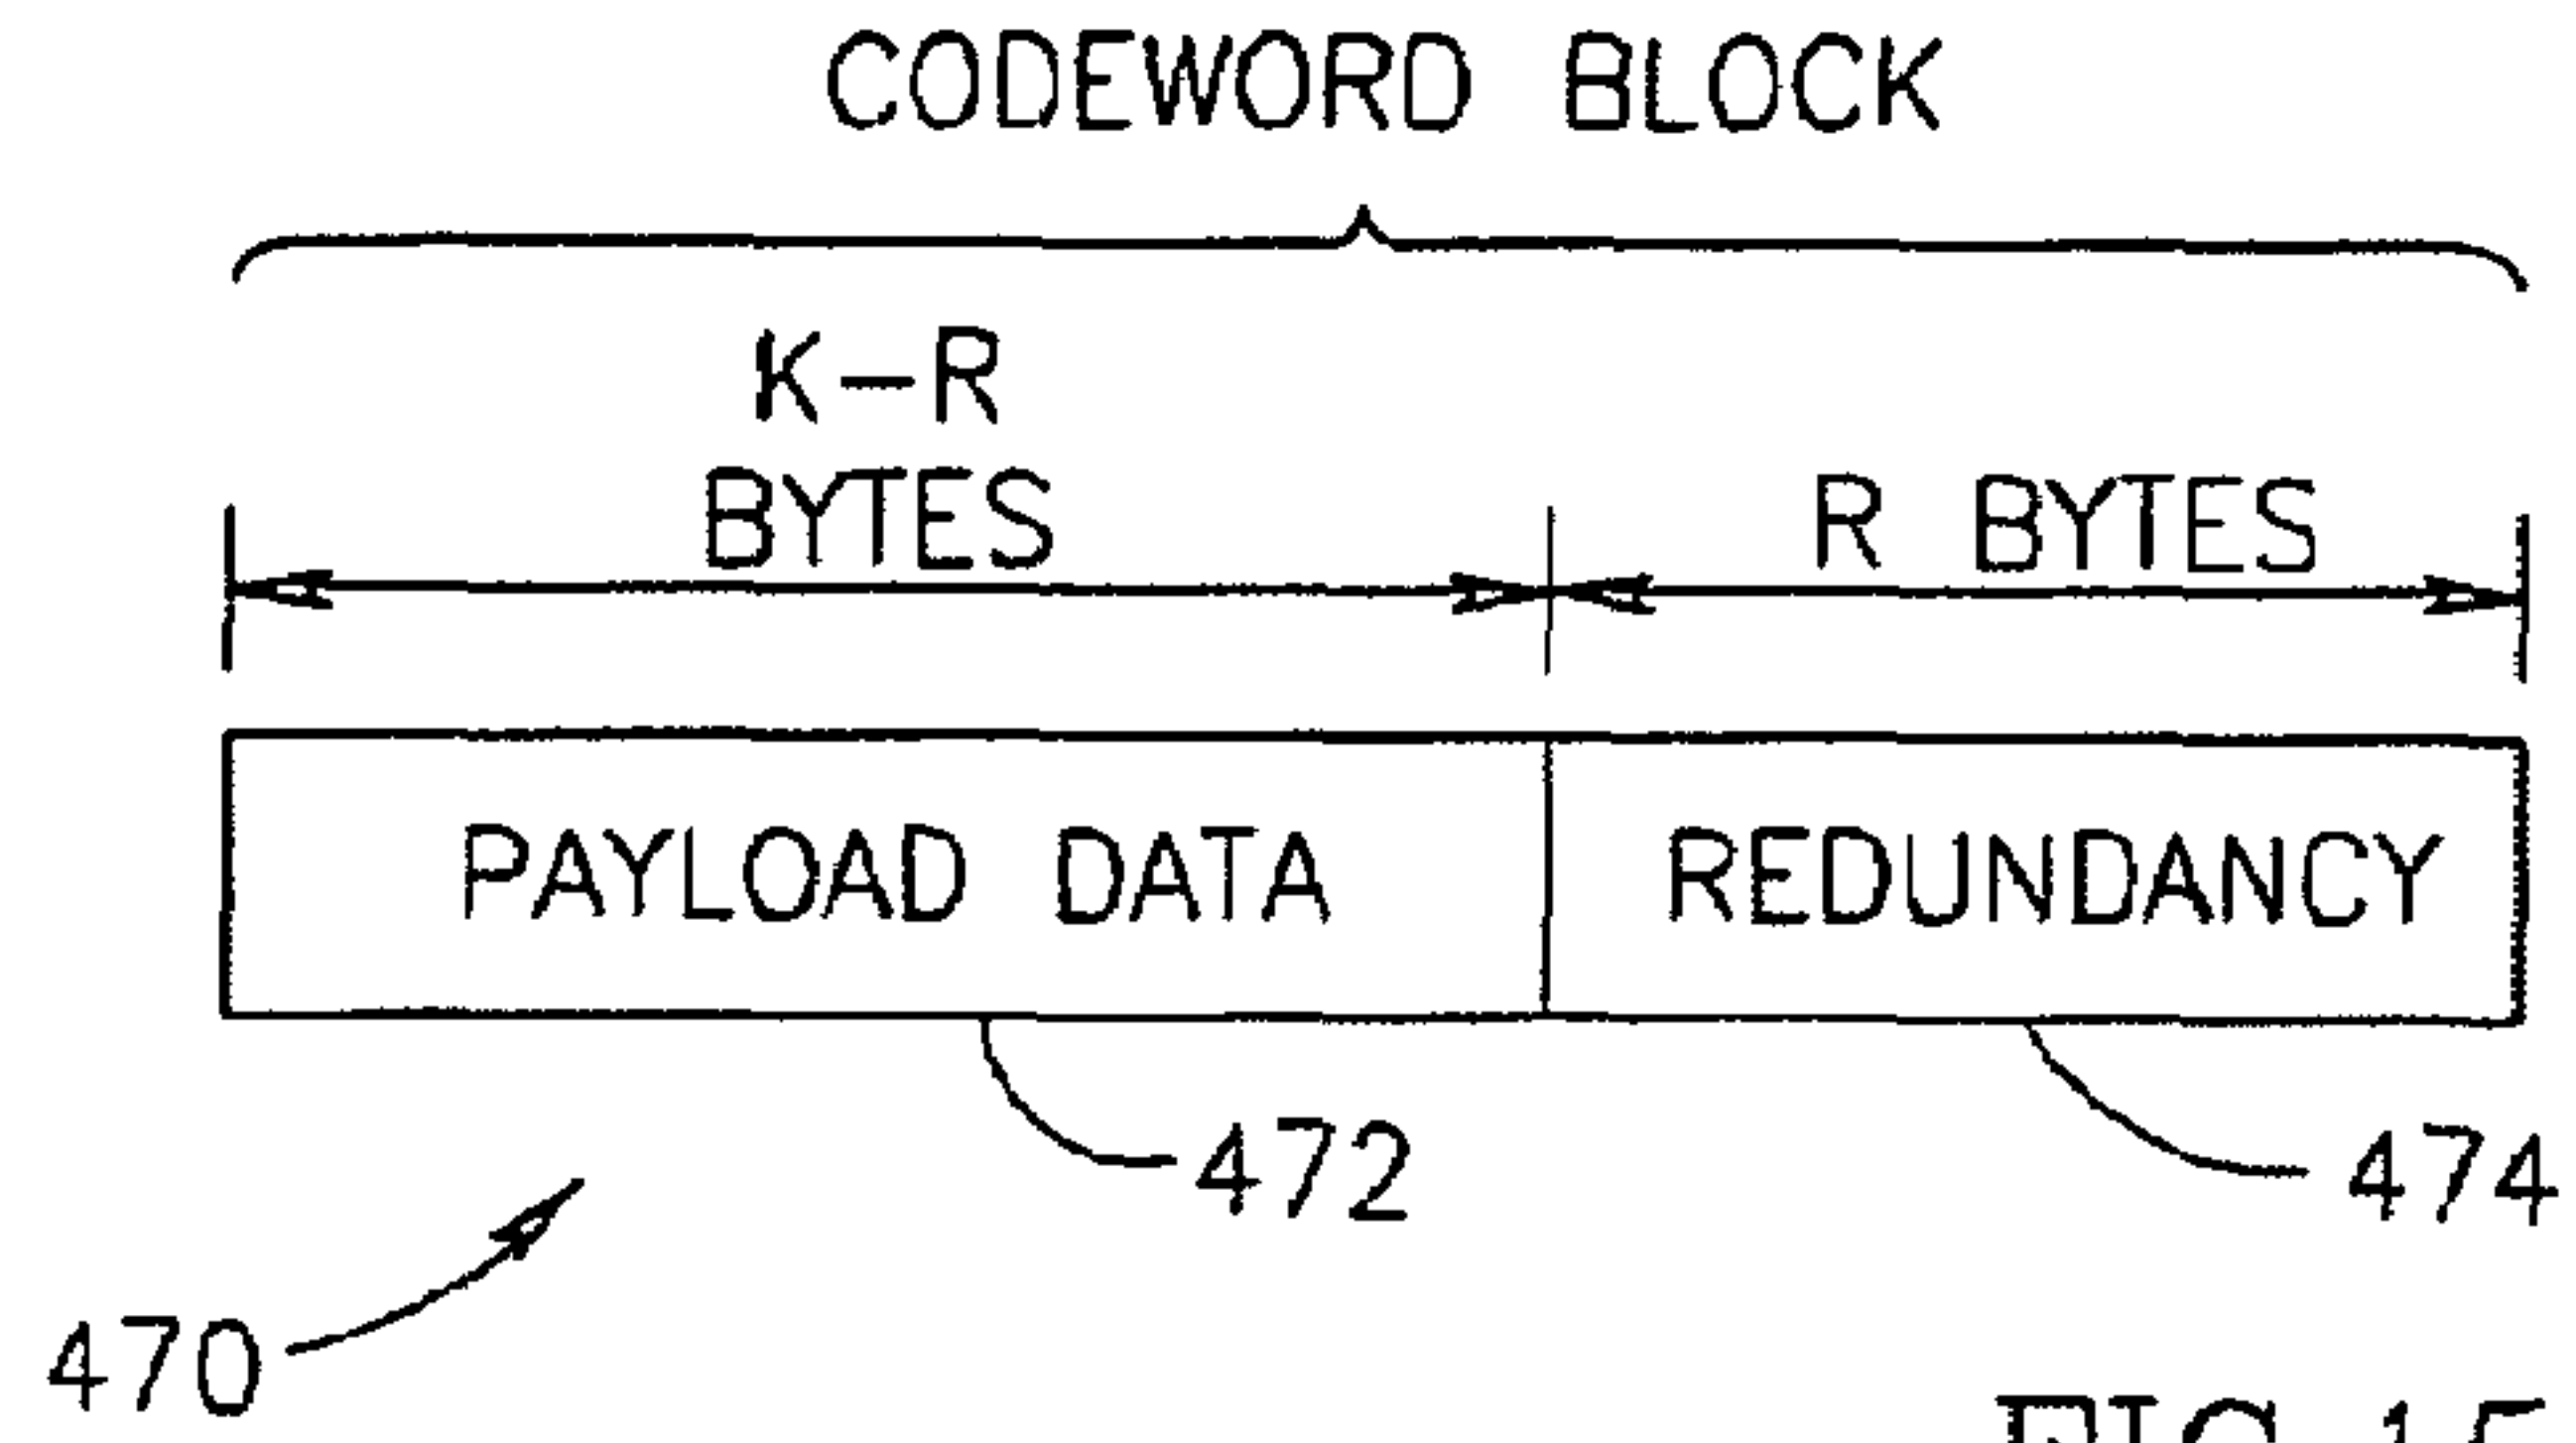 CODEWORD BLOCK
K-R
BYTES
R BYTES
PAYLOAD DATA
REDUNDANCY
472
474
470